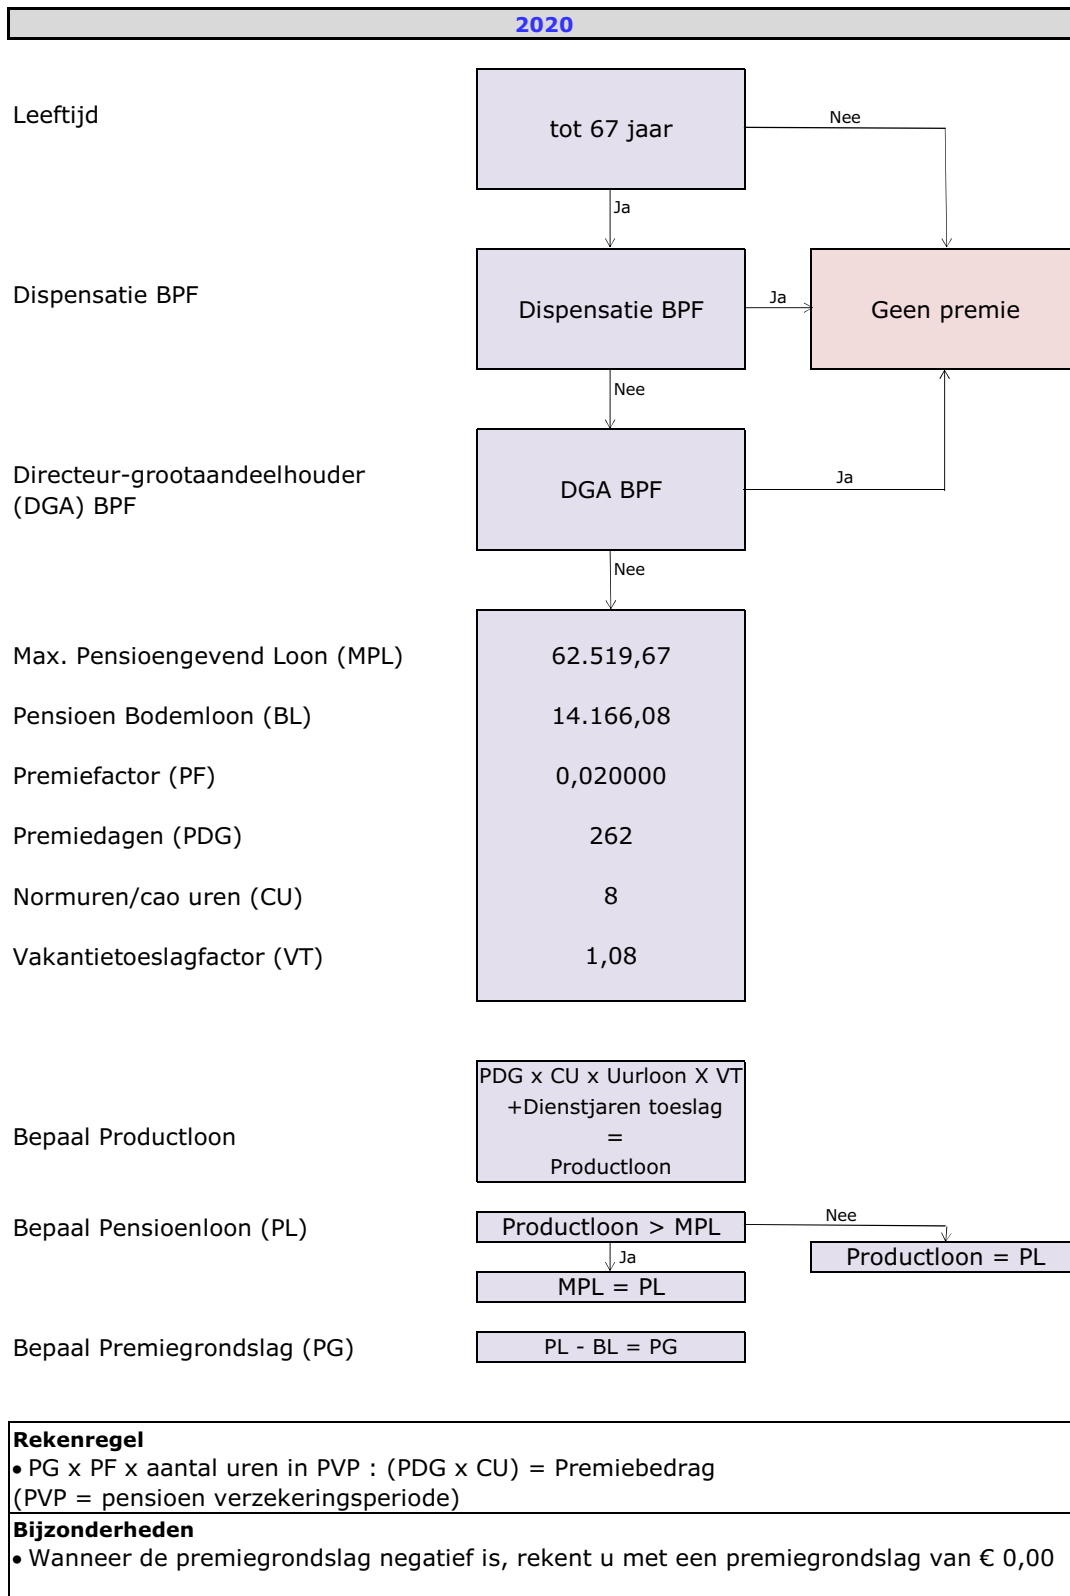 2020
Leeftijd
tot 67 jaar
Nee
Ja
Dispensatie BPF
Dispensatie BPF
Ja
Geen premie
Nee
Directeur-grootaandeelhouder
(DGA) BPF
DGA BPF
Ja
Nee
Max. Pensioengevend Loon (MPL)
62.519,67
Pensioen Bodemloon (BL)
14.166,08
Premiefactor (PF)
0,020000
Premiedagen (PDG)
262
Normuren/cao uren (CU)
8
Vakantietoeslagfactor (VT)
1,08
PDG x CU x Uurloon X VT
+Dienstjaren toeslag
=
Productloon
Bepaal Productloon
Bepaal Pensioenloon (PL)
Productloon > MPL
Nee
Ja
Productloon = PL
MPL = PL
Bepaal Premiegrondslag (PG)
PL - BL = PG
Rekenregel
• PG x PF x aantal uren in PVP : (PDG x CU) = Premiebedrag
(PVP = pensioen verzekeringsperiode)
Bijzonderheden
• Wanneer de premiegrondslag negatief is, rekent u met een premiegrondslag van € 0,00